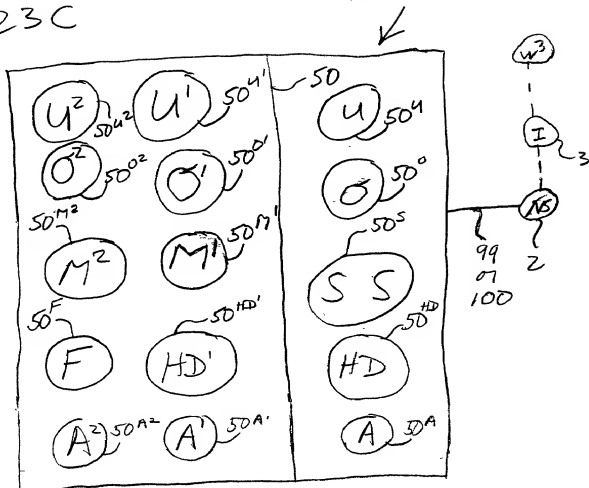 23C
W³
50
U² 50U² U¹ 50U¹ U 50U
I 3
O² 50O² O¹ 50O¹ O 50O
NS
50M² M² M¹ 50M¹ 50S S S
99 or 100
2
50F F 50HD¹ HD¹ 50HD HD
A² 50A² A¹ 50A¹ A 50A